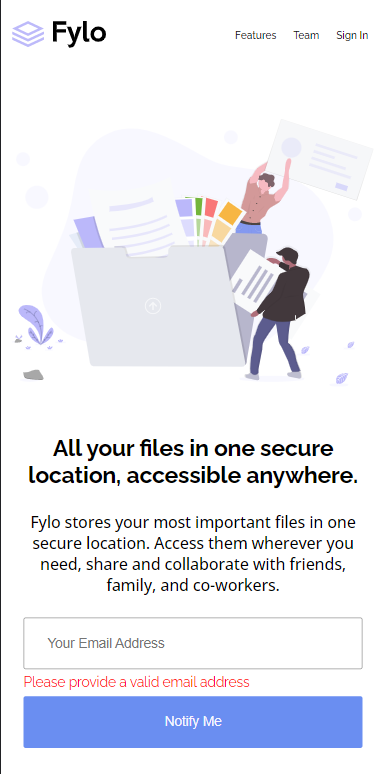 Fylo
Features Team Sign In
All your files in one secure
location, accessible anywhere.
Fylo stores your most important files in one
secure location. Access them wherever you
need, share and collaborate with friends,
family, and co-workers.
Your Email Address
Please provide a valid email address
Notify Me